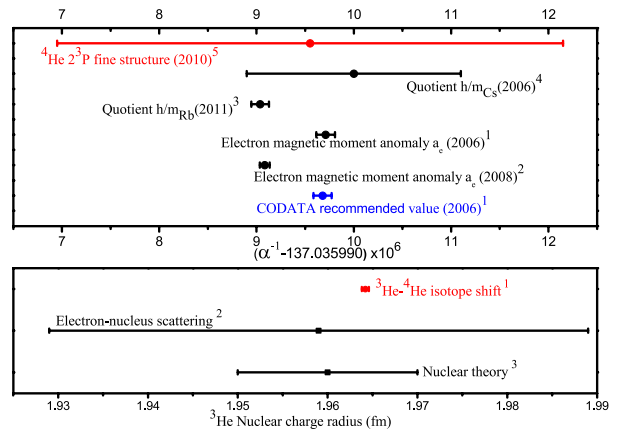 7 8 9 10 11 12
⁴He 2³P fine structure (2010)⁵
Quotient h/m_Cs(2006)⁴
Quotient h/m_Rb(2011)³
Electron magnetic moment anomaly a_e (2006)¹
Electron magnetic moment anomaly a_e (2008)²
CODATA recommended value (2006)¹
7 8 9 10 11 12
(α⁻¹-137.035990) x10⁶
³He-⁴He isotope shift ¹
Electron-nucleus scattering ²
Nuclear theory ³
1.93 1.94 1.95 1.96 1.97 1.98 1.99
³He Nuclear charge radius (fm)